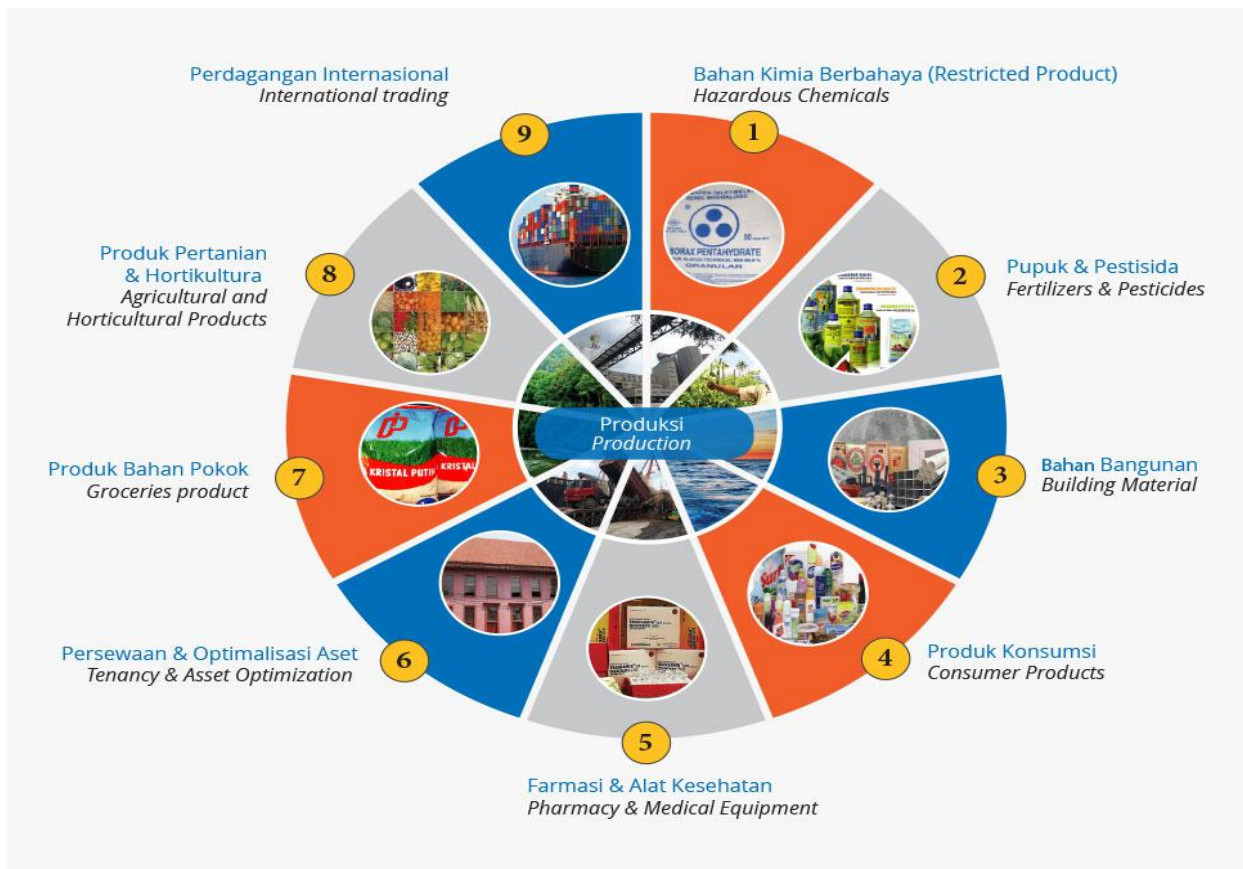 Perdagangan Internasional
International trading
9
Bahan Kimia Berbahaya (Restricted Product)
Hazardous Chemicals
1
BORAX PENTAHYDRATE
GRANULAR
Produk Pertanian
& Hortikultura
Agricultural and
Horticultural Products
8
2
Pupuk & Pestisida
Fertilizers & Pesticides
Produksi
Production
Produk Bahan Pokok
Groceries product
7
KRISTAL PUTIH
KRISTAL
3
Bahan Bangunan
Building Material
Persewaan & Optimalisasi Aset
Tenancy & Asset Optimization
6
Surf
4
Produk Konsumsi
Consumer Products
5
Farmasi & Alat Kesehatan
Pharmacy & Medical Equipment